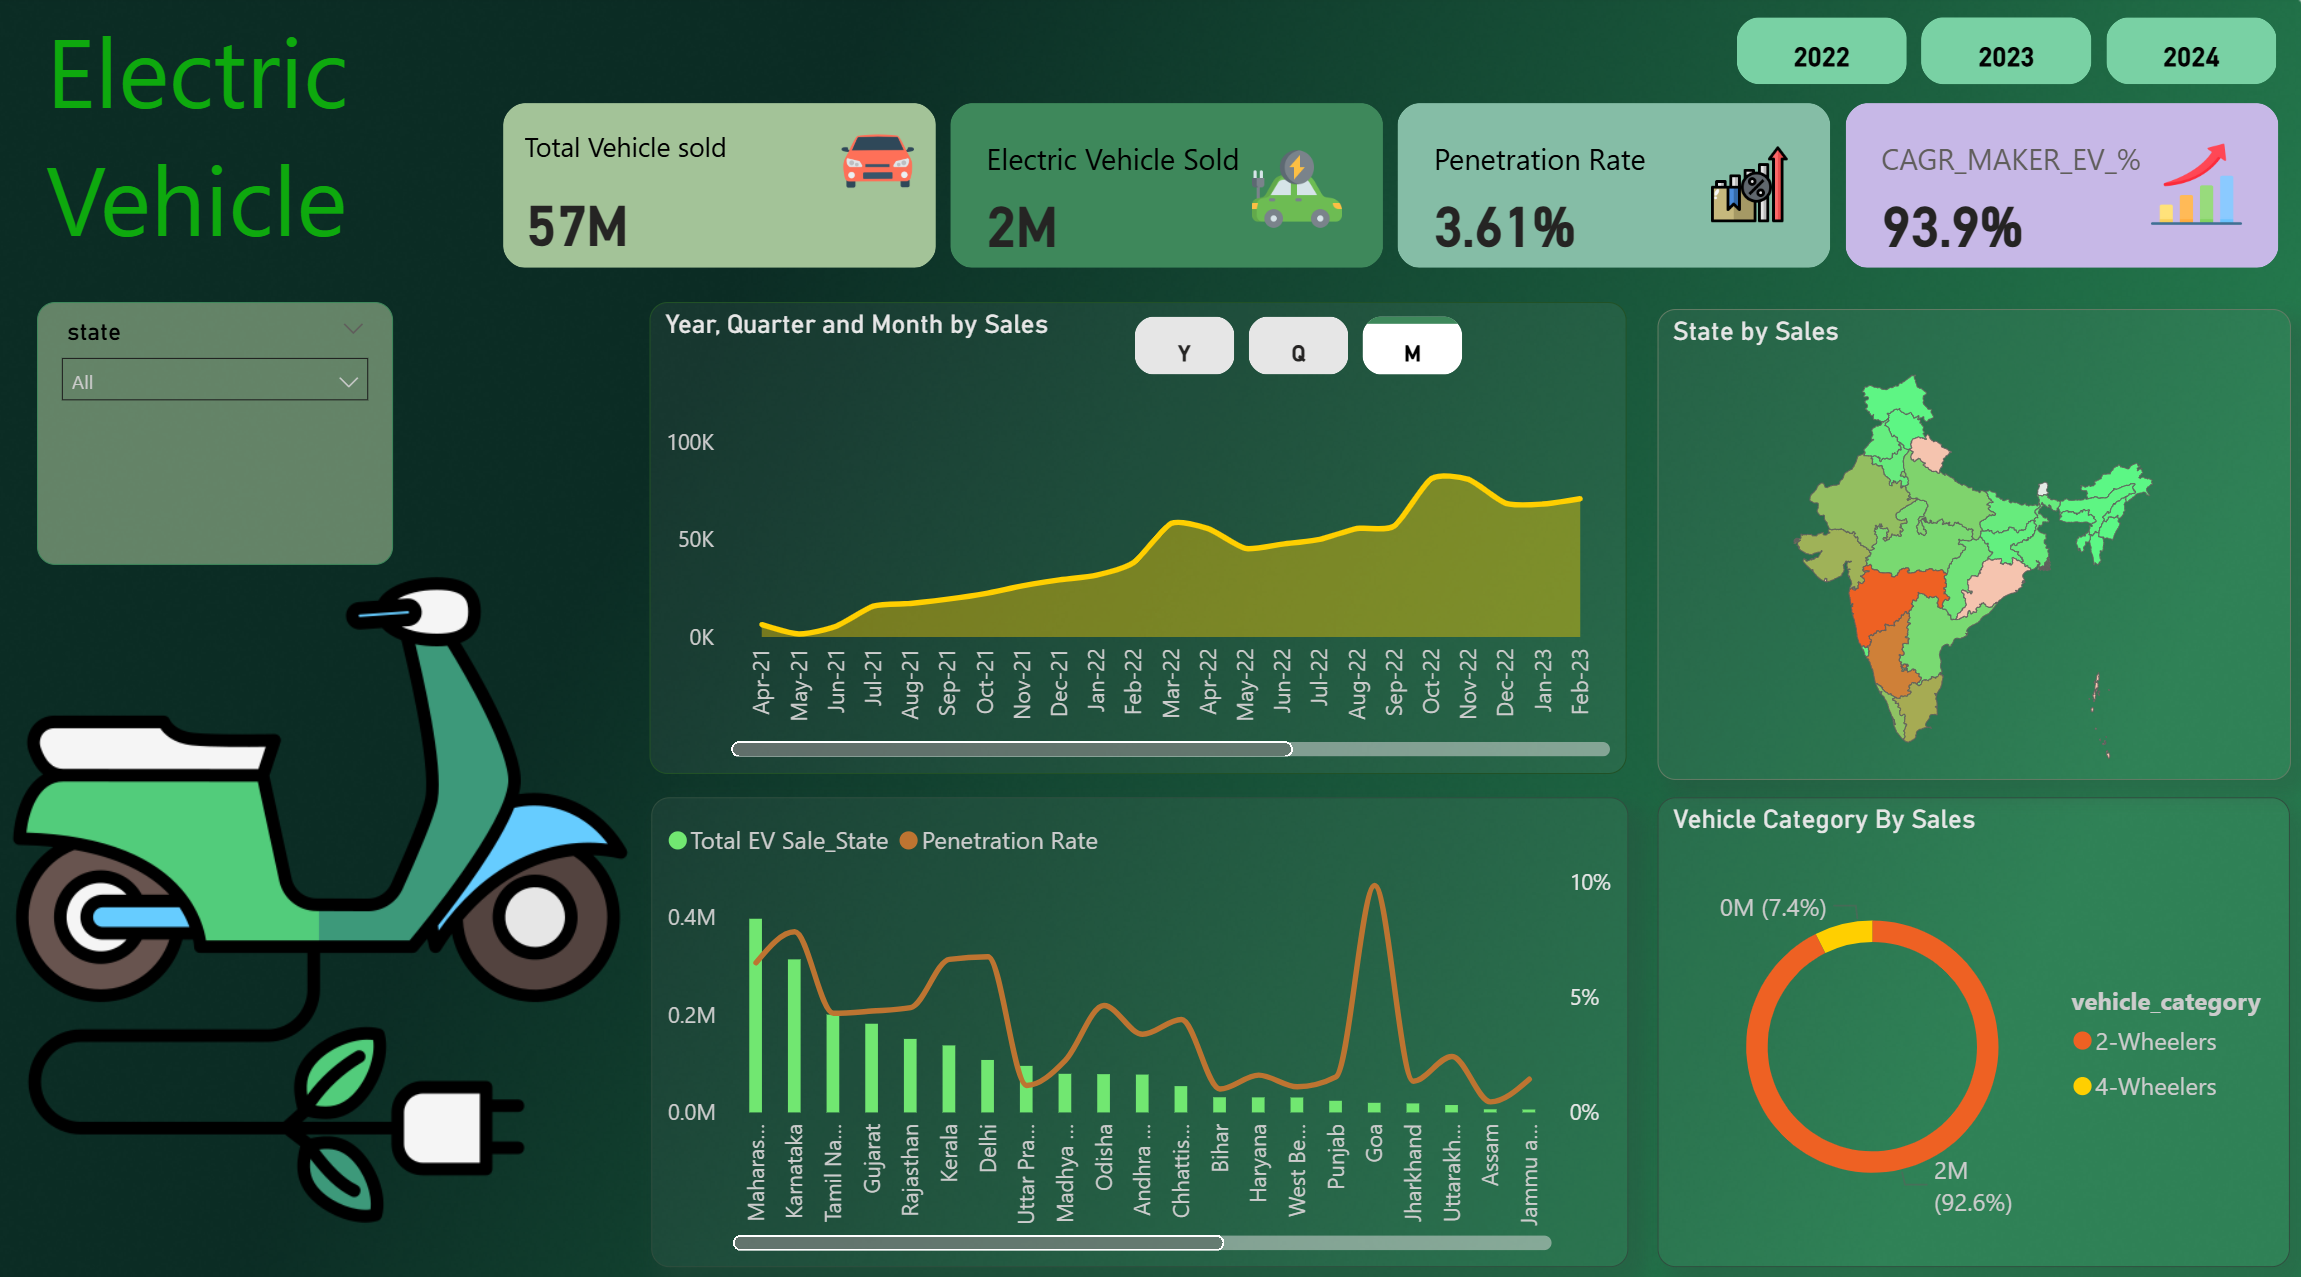 Electric
Vehicle
2022
2023
2024
Total Vehicle sold
57M
Electric Vehicle Sold
2M
Penetration Rate
3.61%
CAGR_MAKER_EV_%
93.9%
state
All
Year, Quarter and Month by Sales
Y
Q
M
100K
50K
0K
Apr-21
May-21
Jun-21
Jul-21
Aug-21
Sep-21
Oct-21
Nov-21
Dec-21
Jan-22
Feb-22
Mar-22
Apr-22
May-22
Jun-22
Jul-22
Aug-22
Sep-22
Oct-22
Nov-22
Dec-22
Jan-23
Feb-23
State by Sales
Total EV Sale_State
Penetration Rate
0.4M
0.2M
0.0M
10%
5%
0%
Maharas...
Karnataka
Tamil Na...
Gujarat
Rajasthan
Kerala
Delhi
Uttar Pra...
Madhya ...
Odisha
Andhra ...
Chhattis...
Bihar
Haryana
West Be...
Punjab
Goa
Jharkhand
Uttarakh...
Assam
Jammu a...
Vehicle Category By Sales
0M (7.4%)
2M
(92.6%)
vehicle_category
2-Wheelers
4-Wheelers